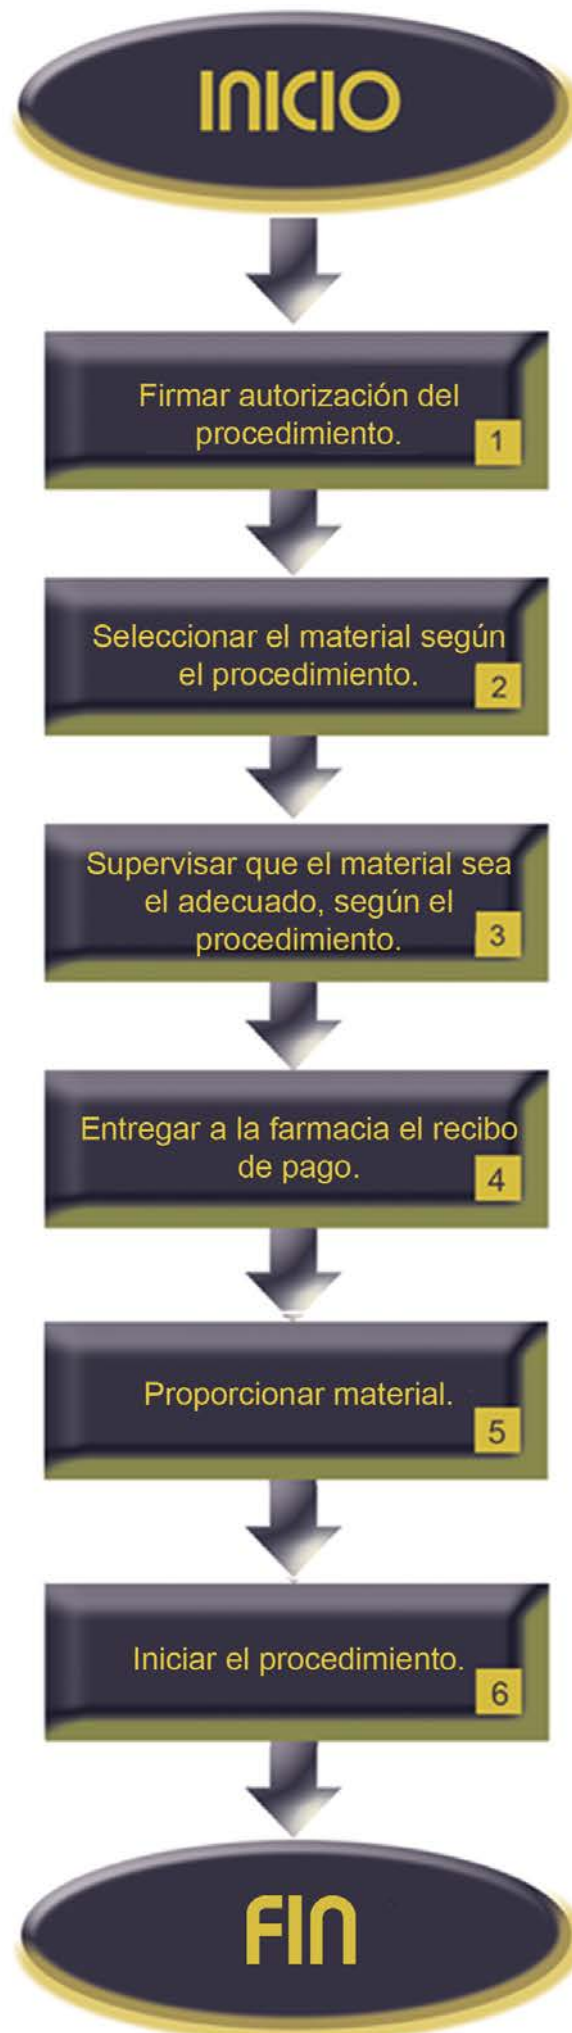 INICIO
Firmar autorización del
procedimiento.
1
Seleccionar el material según
el procedimiento.
2
Supervisar que el material sea
el adecuado, según el
procedimiento.
3
Entregar a la farmacia el recibo
de pago.
4
Proporcionar material.
5
Iniciar el procedimiento.
6
FIN